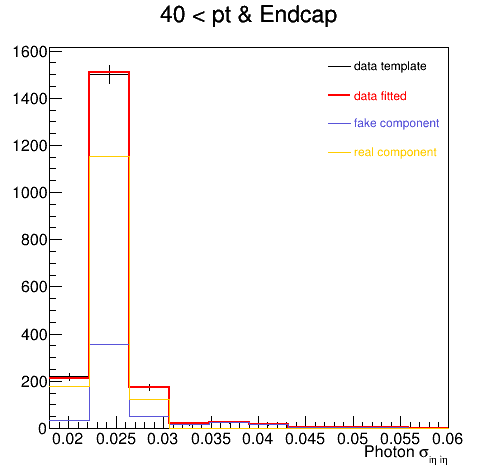 40 < pt & Endcap
1600
1400
1200
1000
800
600
400
200
0
data template
data fitted
fake component
real component
0.02 0.025 0.03 0.035 0.04 0.045 0.05 0.055 0.06
Photon σiη iη